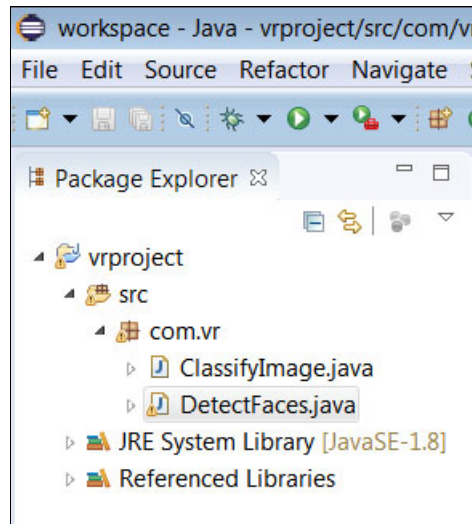 workspace - Java - vrproject/src/com/v
File Edit Source Refactor Navigate
Package Explorer
vrproject
src
com.vr
ClassifyImage.java
DetectFaces.java
JRE System Library [JavaSE-1.8]
Referenced Libraries